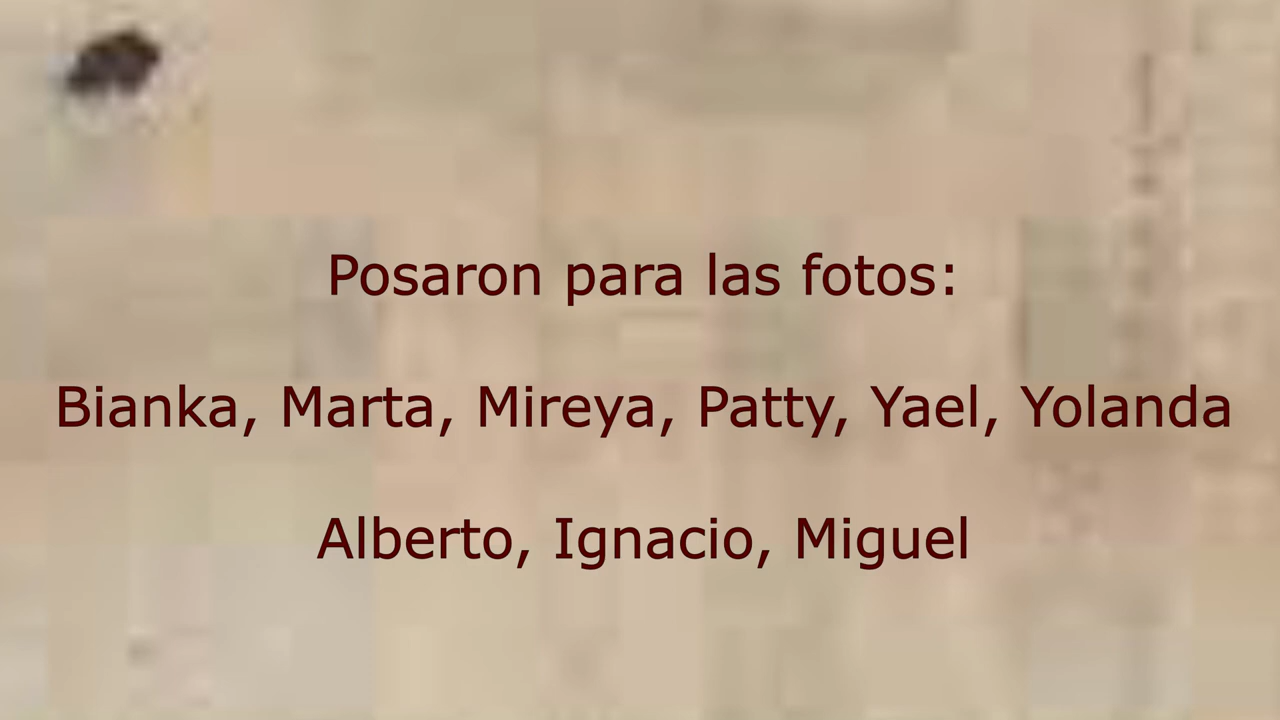 Posaron para las fotos:
Bianka, Marta, Mireya, Patty, Yael, Yolanda
Alberto, Ignacio, Miguel